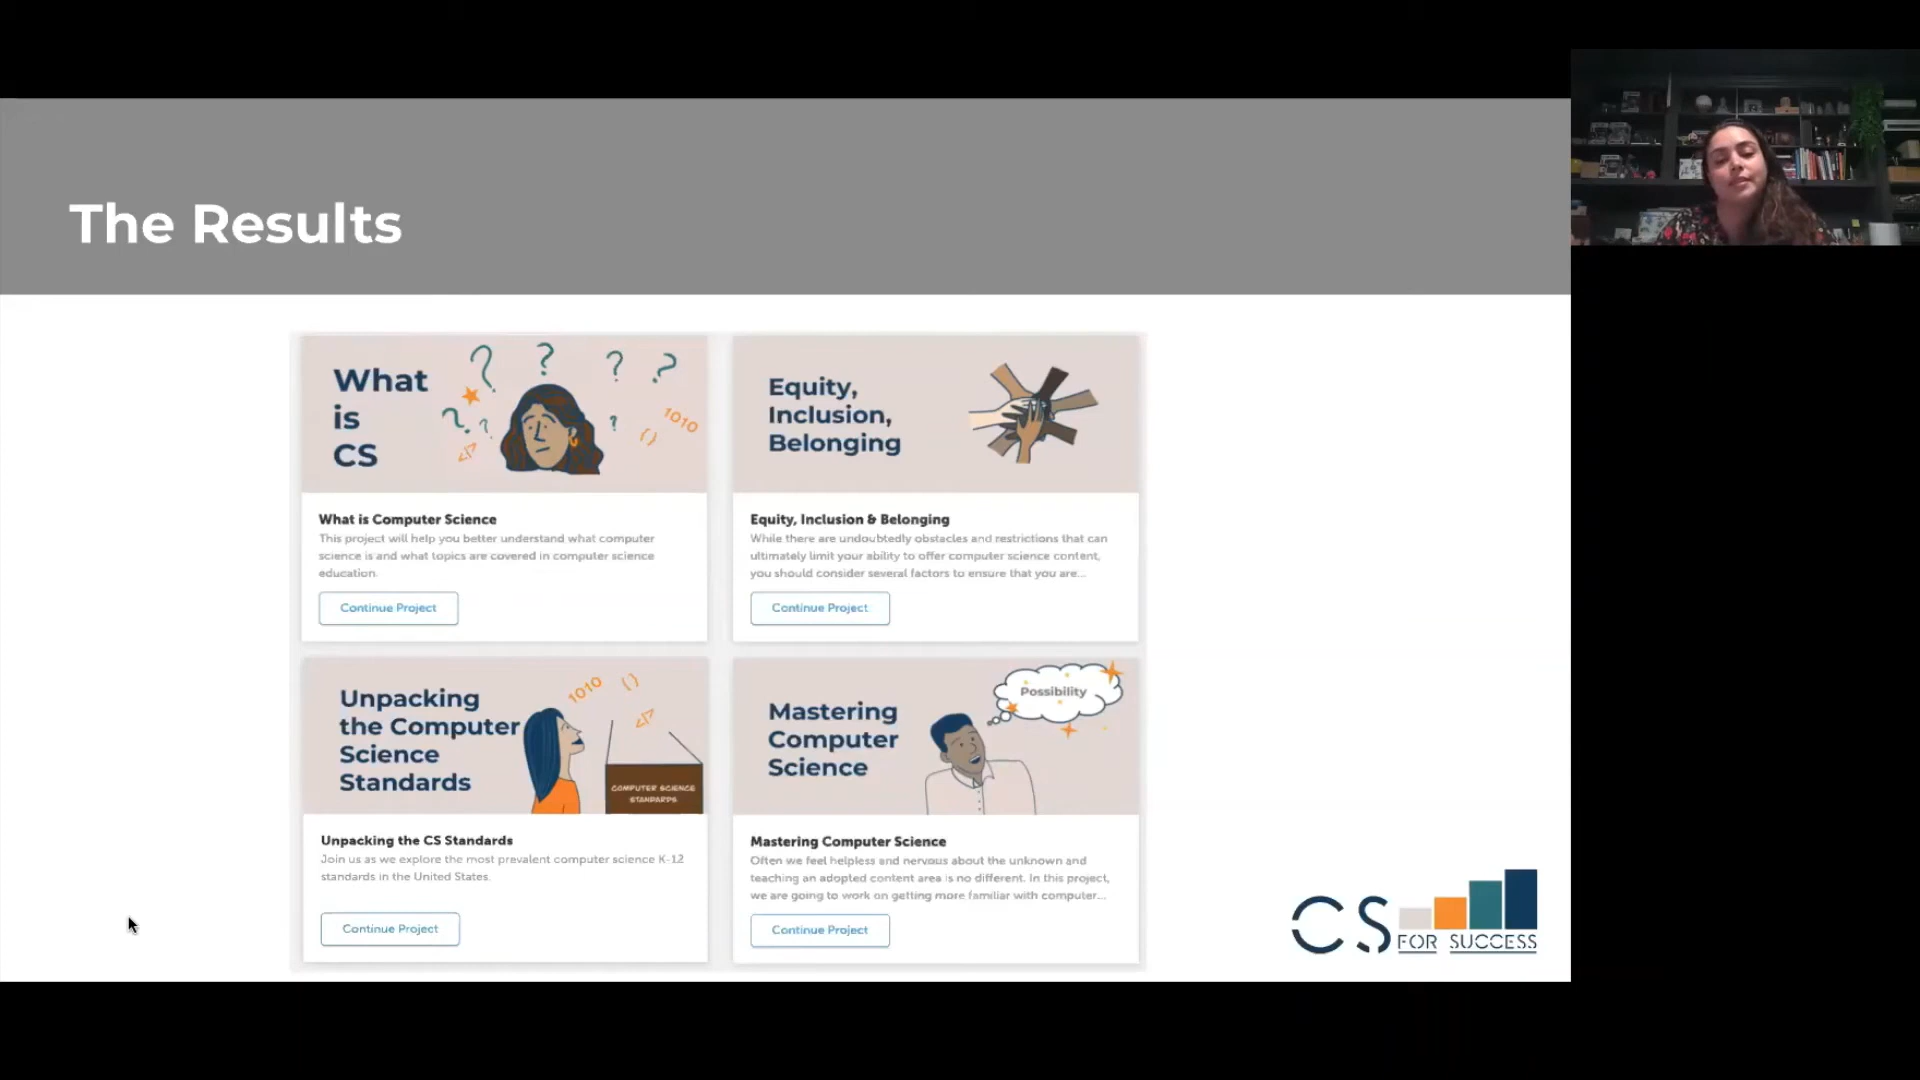 The Results
What
is
CS
1010
What is Computer Science
This project will help you better understand what computer
science is and what topics are covered in computer science
education.
Continue Project
Equity,
Inclusion,
Belonging
Equity, Inclusion & Belonging
While there are undoubtedly obstacles and restrictions that can
ultimately limit your ability to offer computer science content,
you should consider several factors to ensure that you are...
Continue Project
Unpacking
the Computer
Science
Standards
1010
COMPUTER SCIENCE
STANDARDS
Unpacking the CS Standards
Join us as we explore the most prevalent computer science K-12
standards in the United States.
Continue Project
Mastering
Computer
Science
Possibility
Mastering Computer Science
Often we feel helpless and nervous about the unknown and
teaching an adopted content area is no different. In this project,
we are going to work on getting more familiar with computer...
Continue Project
CS FOR SUCCESS